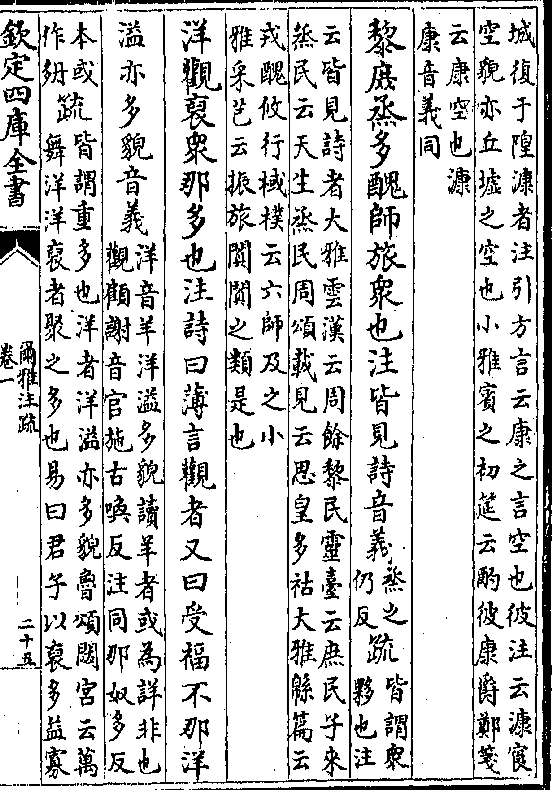 城復于隍漮者注引方言云康之言空也彼注云漮㝩
空貌亦丘墟之空也小雅賓之初筵云酌彼康爵鄭箋
云康空也漮
康音義同
黎庶烝多醜師旅衆也注皆見詩音義烝之仍反疏皆謂衆夥也注
云皆見詩者大雅雲漢云周餘黎民靈臺云庶民子來
烝民云天生烝民周頌載見云思皇多祜大雅緜篇云
戎醜攸行棫樸云六師及之小
雅采芑云振旅闐闐之類是也
洋觀裒衆那多也注詩曰薄言觀者又曰受福不那洋
溢亦多貌音義洋音羊洋溢多貌讀羊者或為詳非也
觀顧謝音官施古喚反注同那奴多反
本或作疏皆謂重多也洋者洋溢亦多貌魯頌閟宮云萬
舞洋洋裒者聚之多也易曰君子以裒多益寡
欽定四庫全書
爾雅注疏
卷一
二十五